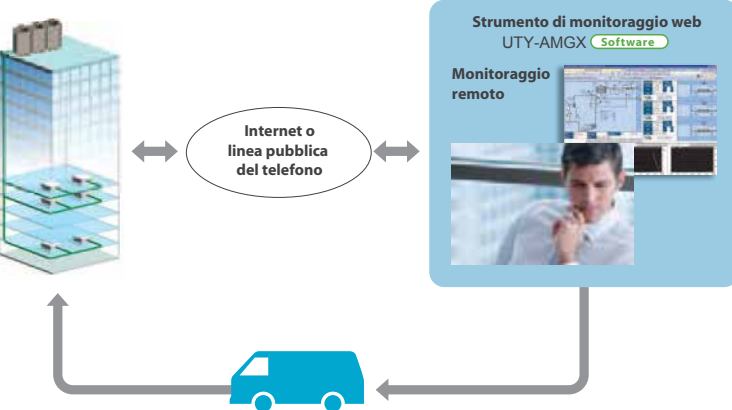 Strumento di monitoraggio web
UTY-AMGX Software
Monitoraggio
remoto
Internet o
linea pubblica
del telefono